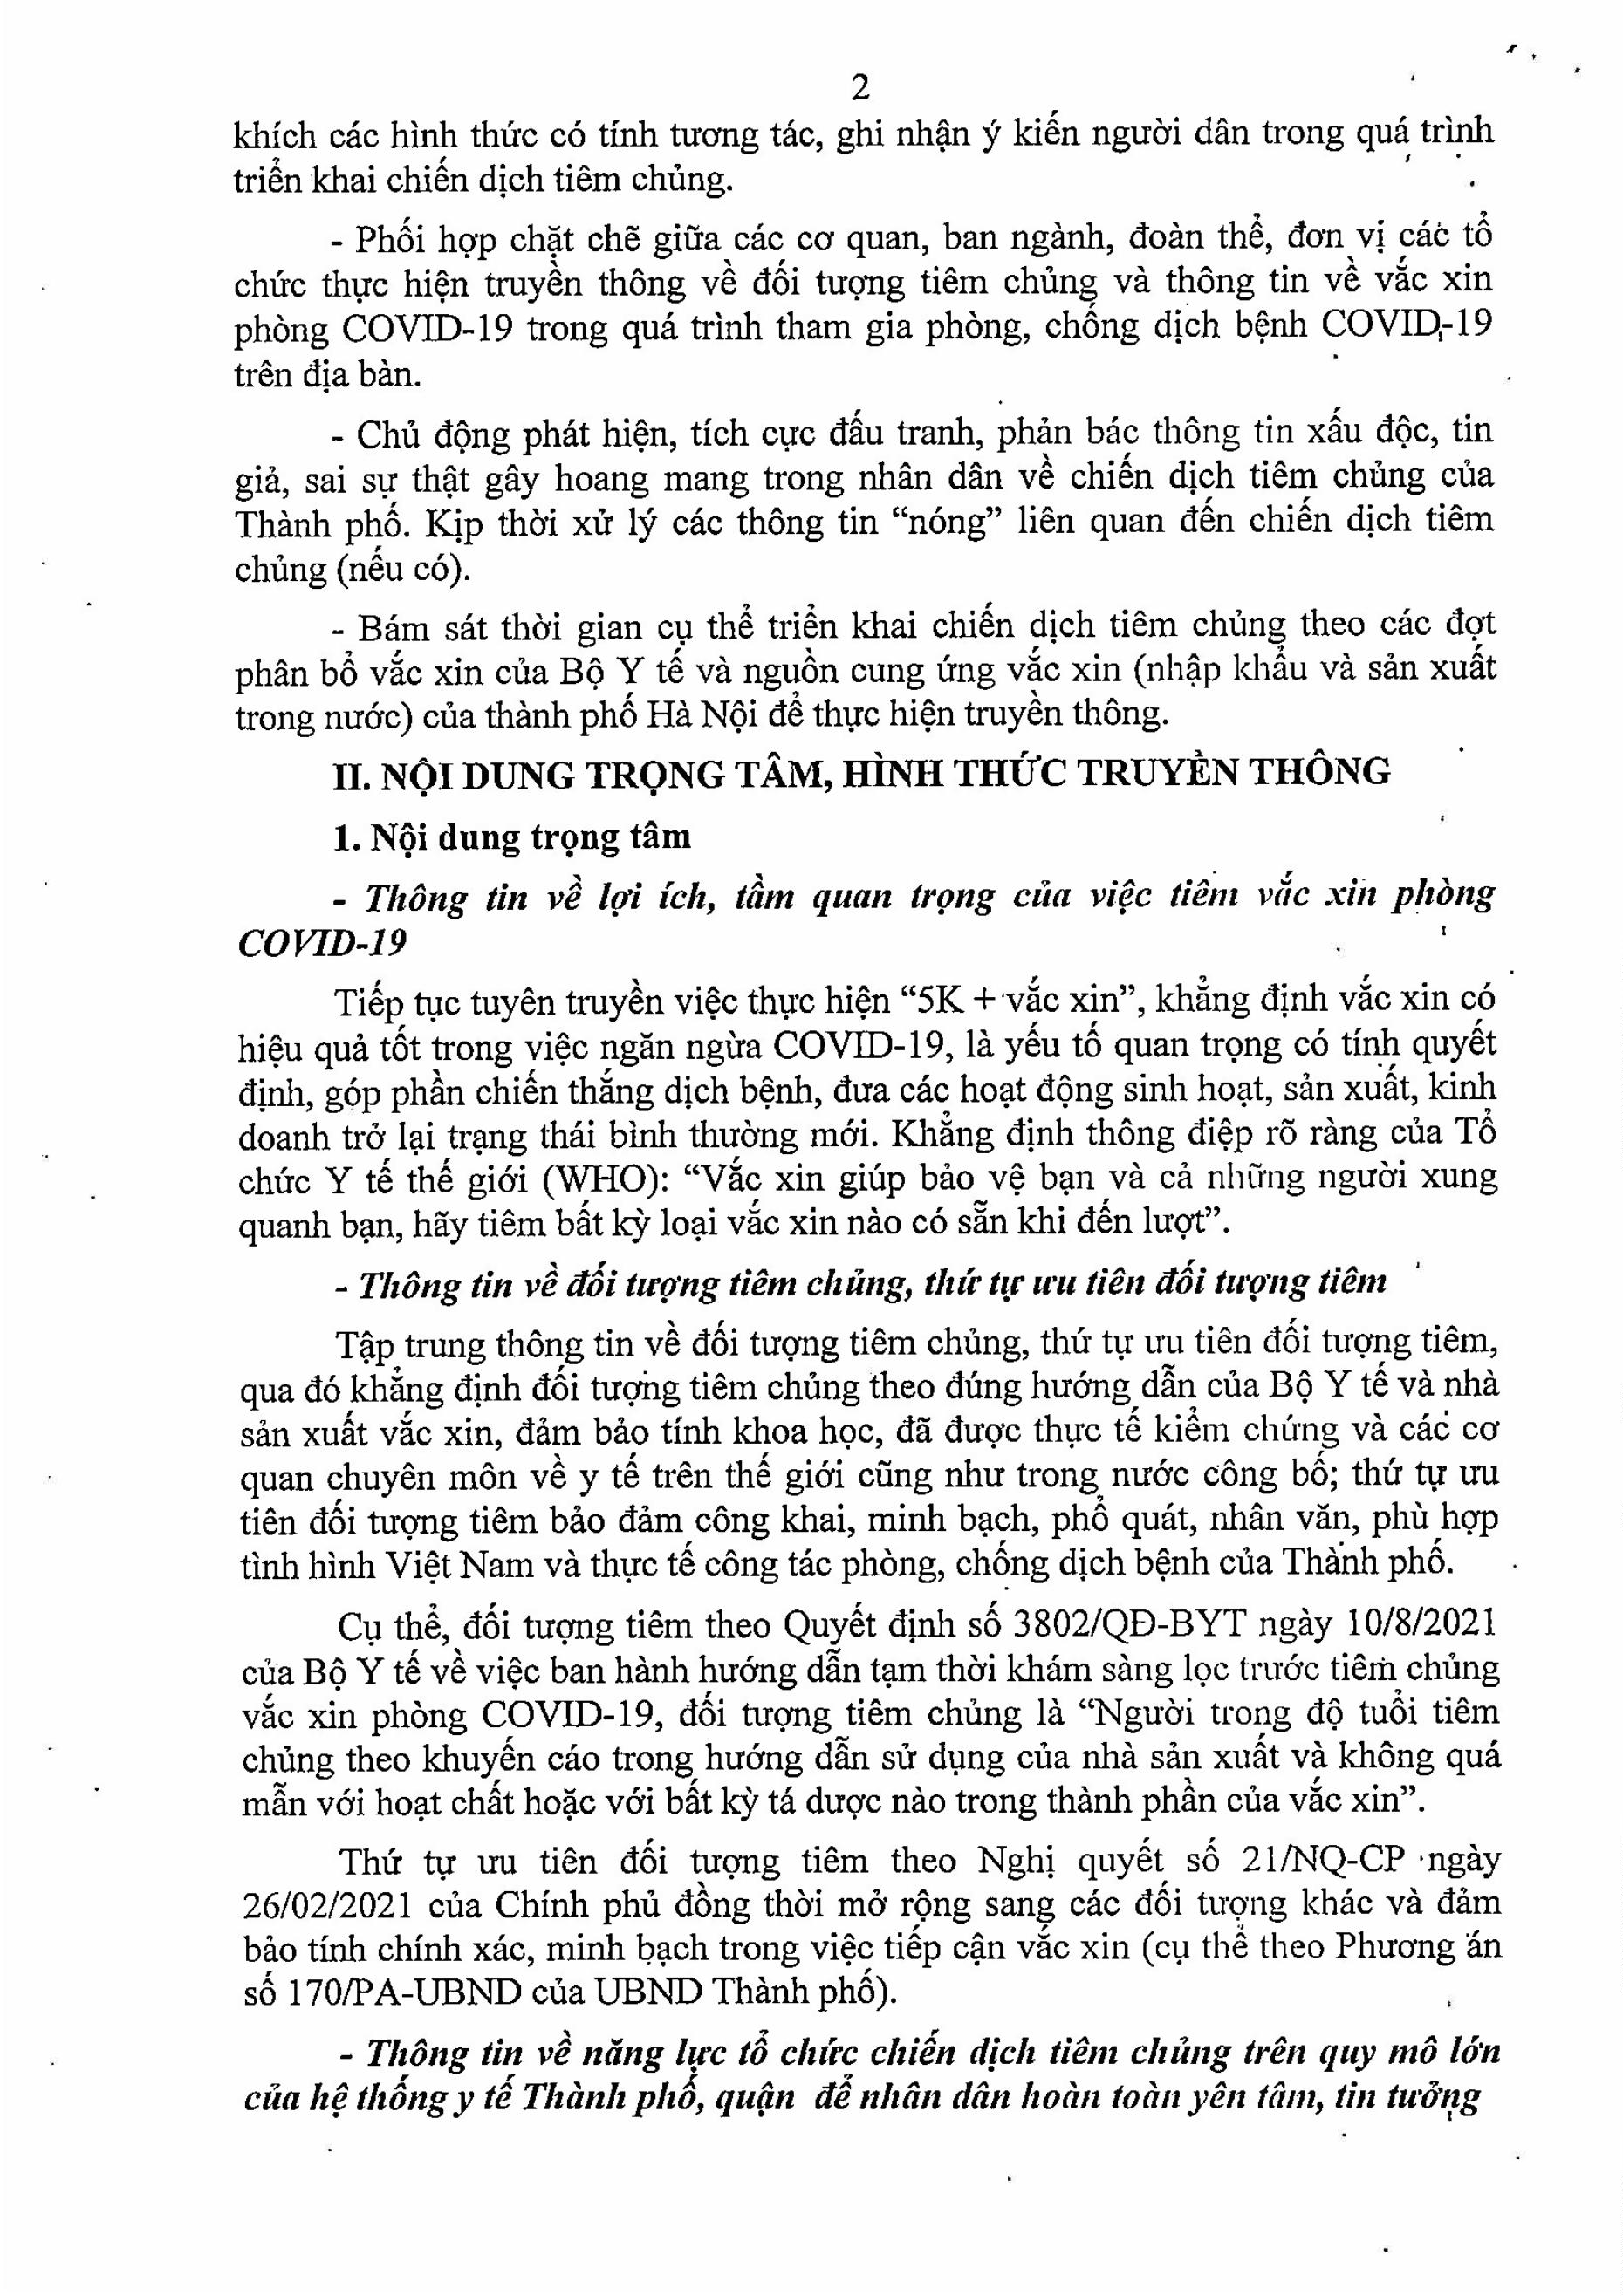 2
khích các hình thức có tính tương tác, ghi nhận ý kiến người dân trong quá trình
triển khai chiến dịch tiêm chủng.
- Phối hợp chặt chẽ giữa các cơ quan, ban ngành, đoàn thể, đơn vị các tổ
chức thực hiện truyền thông về đối tượng tiêm chủng và thông tin về vắc xin
phòng COVID-19 trong quá trình tham gia phòng, chống dịch bệnh COVID-19
trên địa bàn.
- Chủ động phát hiện, tích cực đấu tranh, phản bác thông tin xấu độc, tin
giả, sai sự thật gây hoang mang trong nhân dân về chiến dịch tiêm chủng của
Thành phố. Kịp thời xử lý các thông tin “nóng” liên quan đến chiến dịch tiêm
chủng (nếu có).
- Bám sát thời gian cụ thể triển khai chiến dịch tiêm chủng theo các đợt
phân bổ vắc xin của Bộ Y tế và nguồn cung ứng vắc xin (nhập khẩu và sản xuất
trong nước) của thành phố Hà Nội để thực hiện truyền thông.
II. NỘI DUNG TRỌNG TÂM, HÌNH THỨC TRUYỀN THÔNG
1. Nội dung trọng tâm
- Thông tin về lợi ích, tầm quan trọng của việc tiêm vắc xin phòng
COVID-19
Tiếp tục tuyên truyền việc thực hiện “5K + vắc xin”, khẳng định vắc xin có
hiệu quả tốt trong việc ngăn ngừa COVID-19, là yếu tố quan trọng có tính quyết
định, góp phần chiến thắng dịch bệnh, đưa các hoạt động sinh hoạt, sản xuất, kinh
doanh trở lại trạng thái bình thường mới. Khẳng định thông điệp rõ ràng của Tổ
chức Y tế thế giới (WHO): “Vắc xin giúp bảo vệ bạn và cả những người xung
quanh bạn, hãy tiêm bất kỳ loại vắc xin nào có sẵn khi đến lượt”.
- Thông tin về đối tượng tiêm chủng, thứ tự ưu tiên đối tượng tiêm
Tập trung thông tin về đối tượng tiêm chủng, thứ tự ưu tiên đối tượng tiêm,
qua đó khẳng định đối tượng tiêm chủng theo đúng hướng dẫn của Bộ Y tế và nhà
sản xuất vắc xin, đảm bảo tính khoa học, đã được thực tế kiểm chứng và các cơ
quan chuyên môn về y tế trên thế giới cũng như trong nước công bố; thứ tự ưu
tiên đối tượng tiêm bảo đảm công khai, minh bạch, phổ quát, nhân văn, phù hợp
tình hình Việt Nam và thực tế công tác phòng, chống dịch bệnh của Thành phố.
Cụ thể, đối tượng tiêm theo Quyết định số 3802/QĐ-BYT ngày 10/8/2021
của Bộ Y tế về việc ban hành hướng dẫn tạm thời khám sàng lọc trước tiêm chủng
vắc xin phòng COVID-19, đối tượng tiêm chủng là “Người trong độ tuổi tiêm
chủng theo khuyến cáo trong hướng dẫn sử dụng của nhà sản xuất và không quá
mẫn với hoạt chất hoặc với bất kỳ tá dược nào trong thành phần của vắc xin”.
Thứ tự ưu tiên đối tượng tiêm theo Nghị quyết số 21/NQ-CP ngày
26/02/2021 của Chính phủ đồng thời mở rộng sang các đối tượng khác và đảm
bảo tính chính xác, minh bạch trong việc tiếp cận vắc xin (cụ thể theo Phương án
số 170/PA-UBND của UBND Thành phố).
- Thông tin về năng lực tổ chức chiến dịch tiêm chủng trên quy mô lớn
của hệ thống y tế Thành phố, quận để nhân dân hoàn toàn yên tâm, tin tưởng